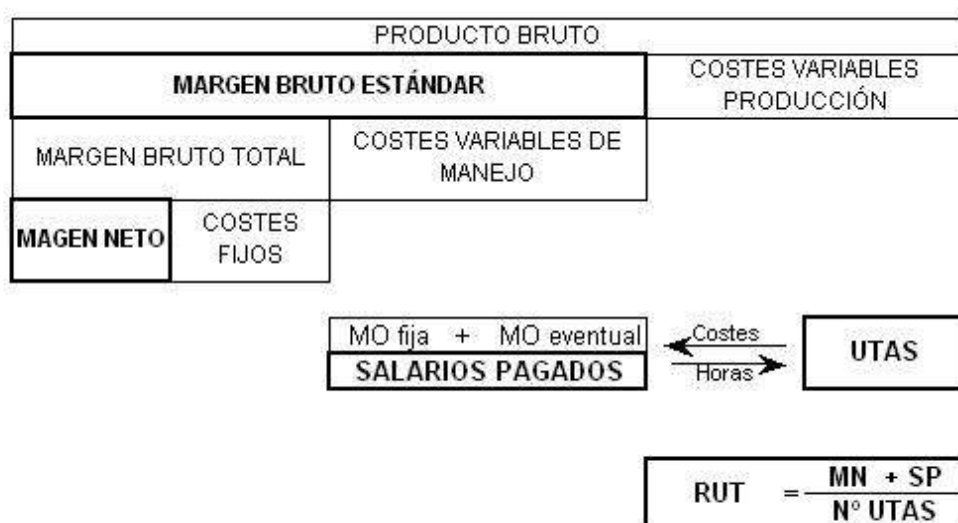 PRODUCTO BRUTO
MARGEN BRUTO ESTÁNDAR
COSTES VARIABLES
PRODUCCIÓN
MARGEN BRUTO TOTAL
COSTES VARIABLES DE
MANEJO
MAGEN NETO
COSTES
FIJOS
MO fija + MO eventual
SALARIOS PAGADOS
Costes
Horas
UTAS
RUT = MN + SP
Nº UTAS